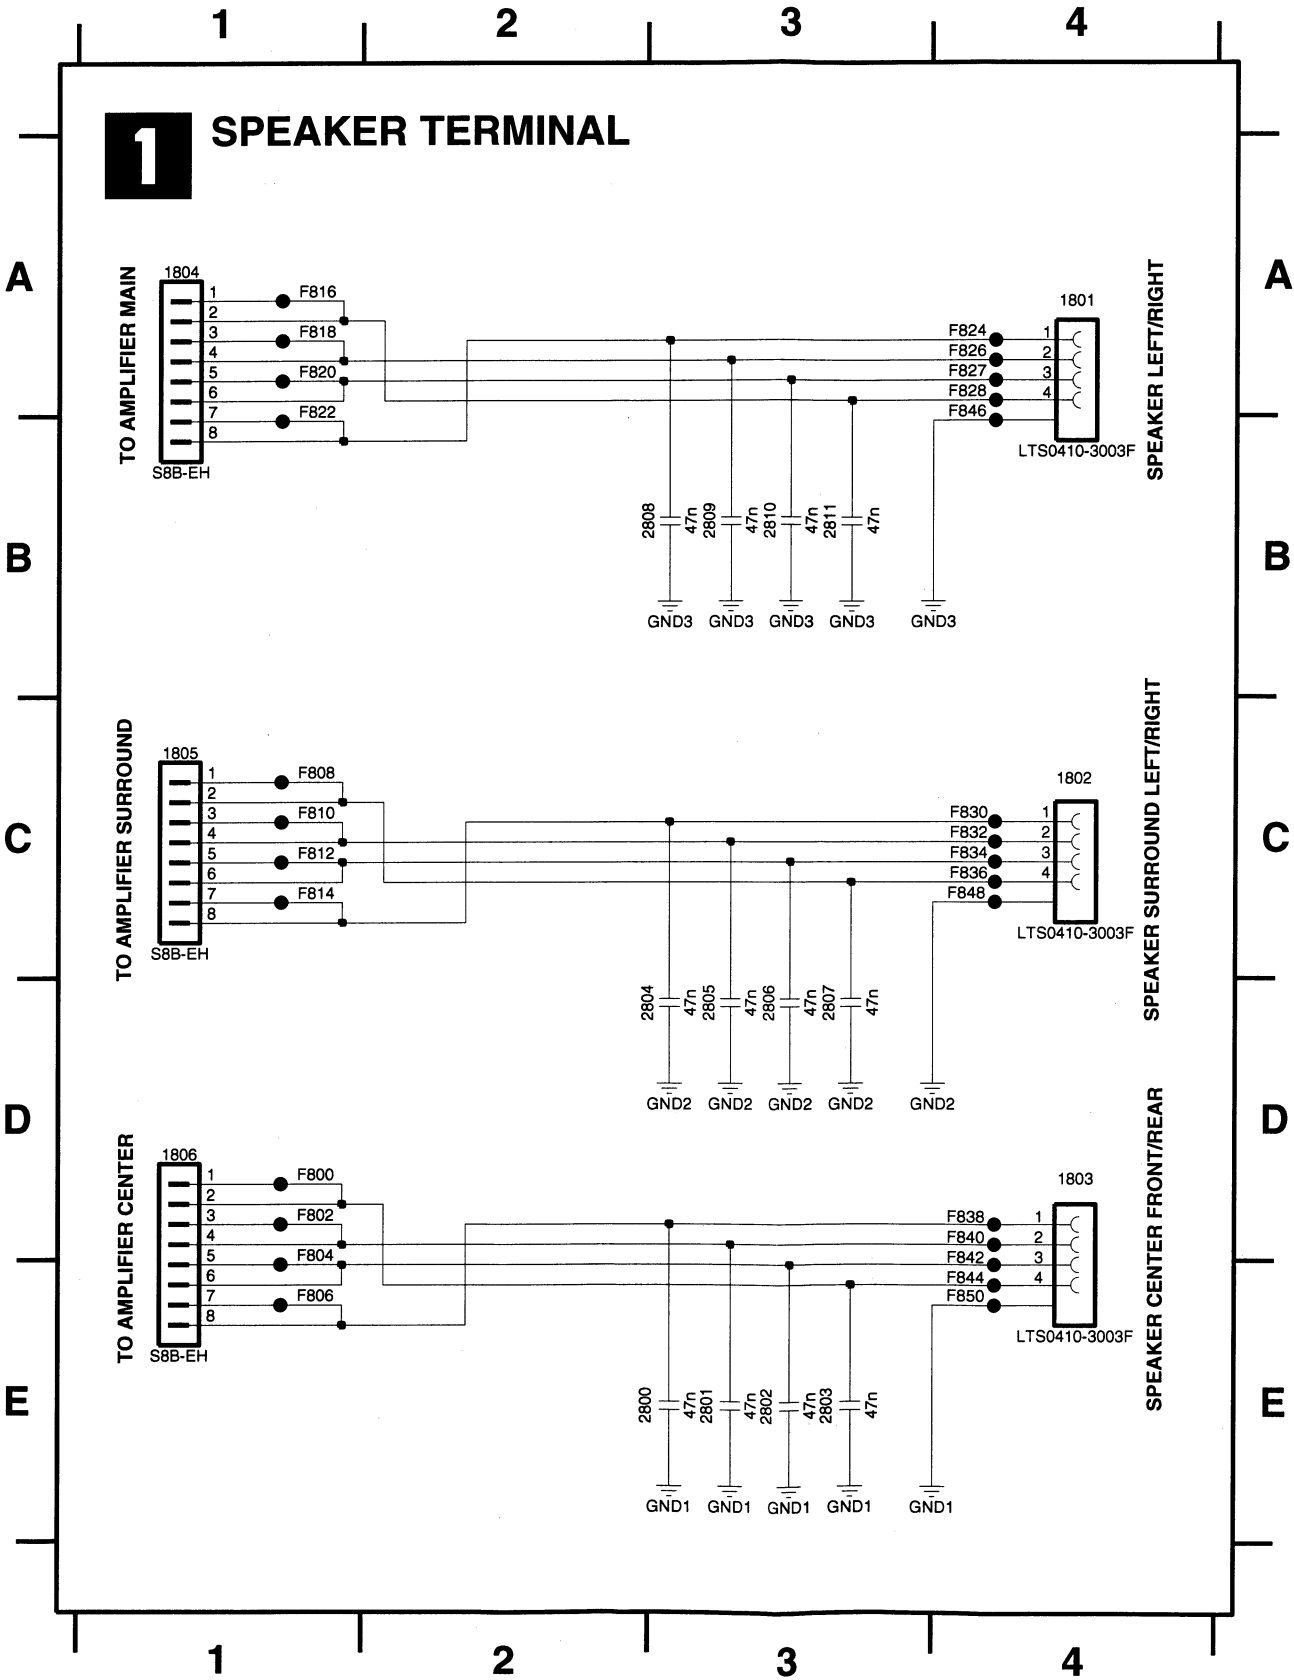 1 2 3 4
1 SPEAKER TERMINAL
A A
TO AMPLIFIER MAIN
1804
1 F816
2
3 F818
4
5 F820
6
7 F822
8
S8B-EH
1801
F824 1
F826 2
F827 3
F828 4
F846
LTS0410-3003F
SPEAKER LEFT/RIGHT
B B
2808 47n 2809 47n 2810 47n 2811 47n
GND3 GND3 GND3 GND3 GND3
TO AMPLIFIER SURROUND
1805
1 F808
2
3 F810
4
5 F812
6
7 F814
8
S8B-EH
C C
1802
F830 1
F832 2
F834 3
F836 4
F848
LTS0410-3003F
SPEAKER SURROUND LEFT/RIGHT
2804 47n 2805 47n 2806 47n 2807 47n
GND2 GND2 GND2 GND2 GND2
D D
TO AMPLIFIER CENTER
1806
1 F800
2
3 F802
4
5 F804
6
7 F806
8
S8B-EH
1803
F838 1
F840 2
F842 3
F844 4
F850
LTS0410-3003F
SPEAKER CENTER FRONT/REAR
E E
2800 47n 2801 47n 2802 47n 2803 47n
GND1 GND1 GND1 GND1 GND1
1 2 3 4